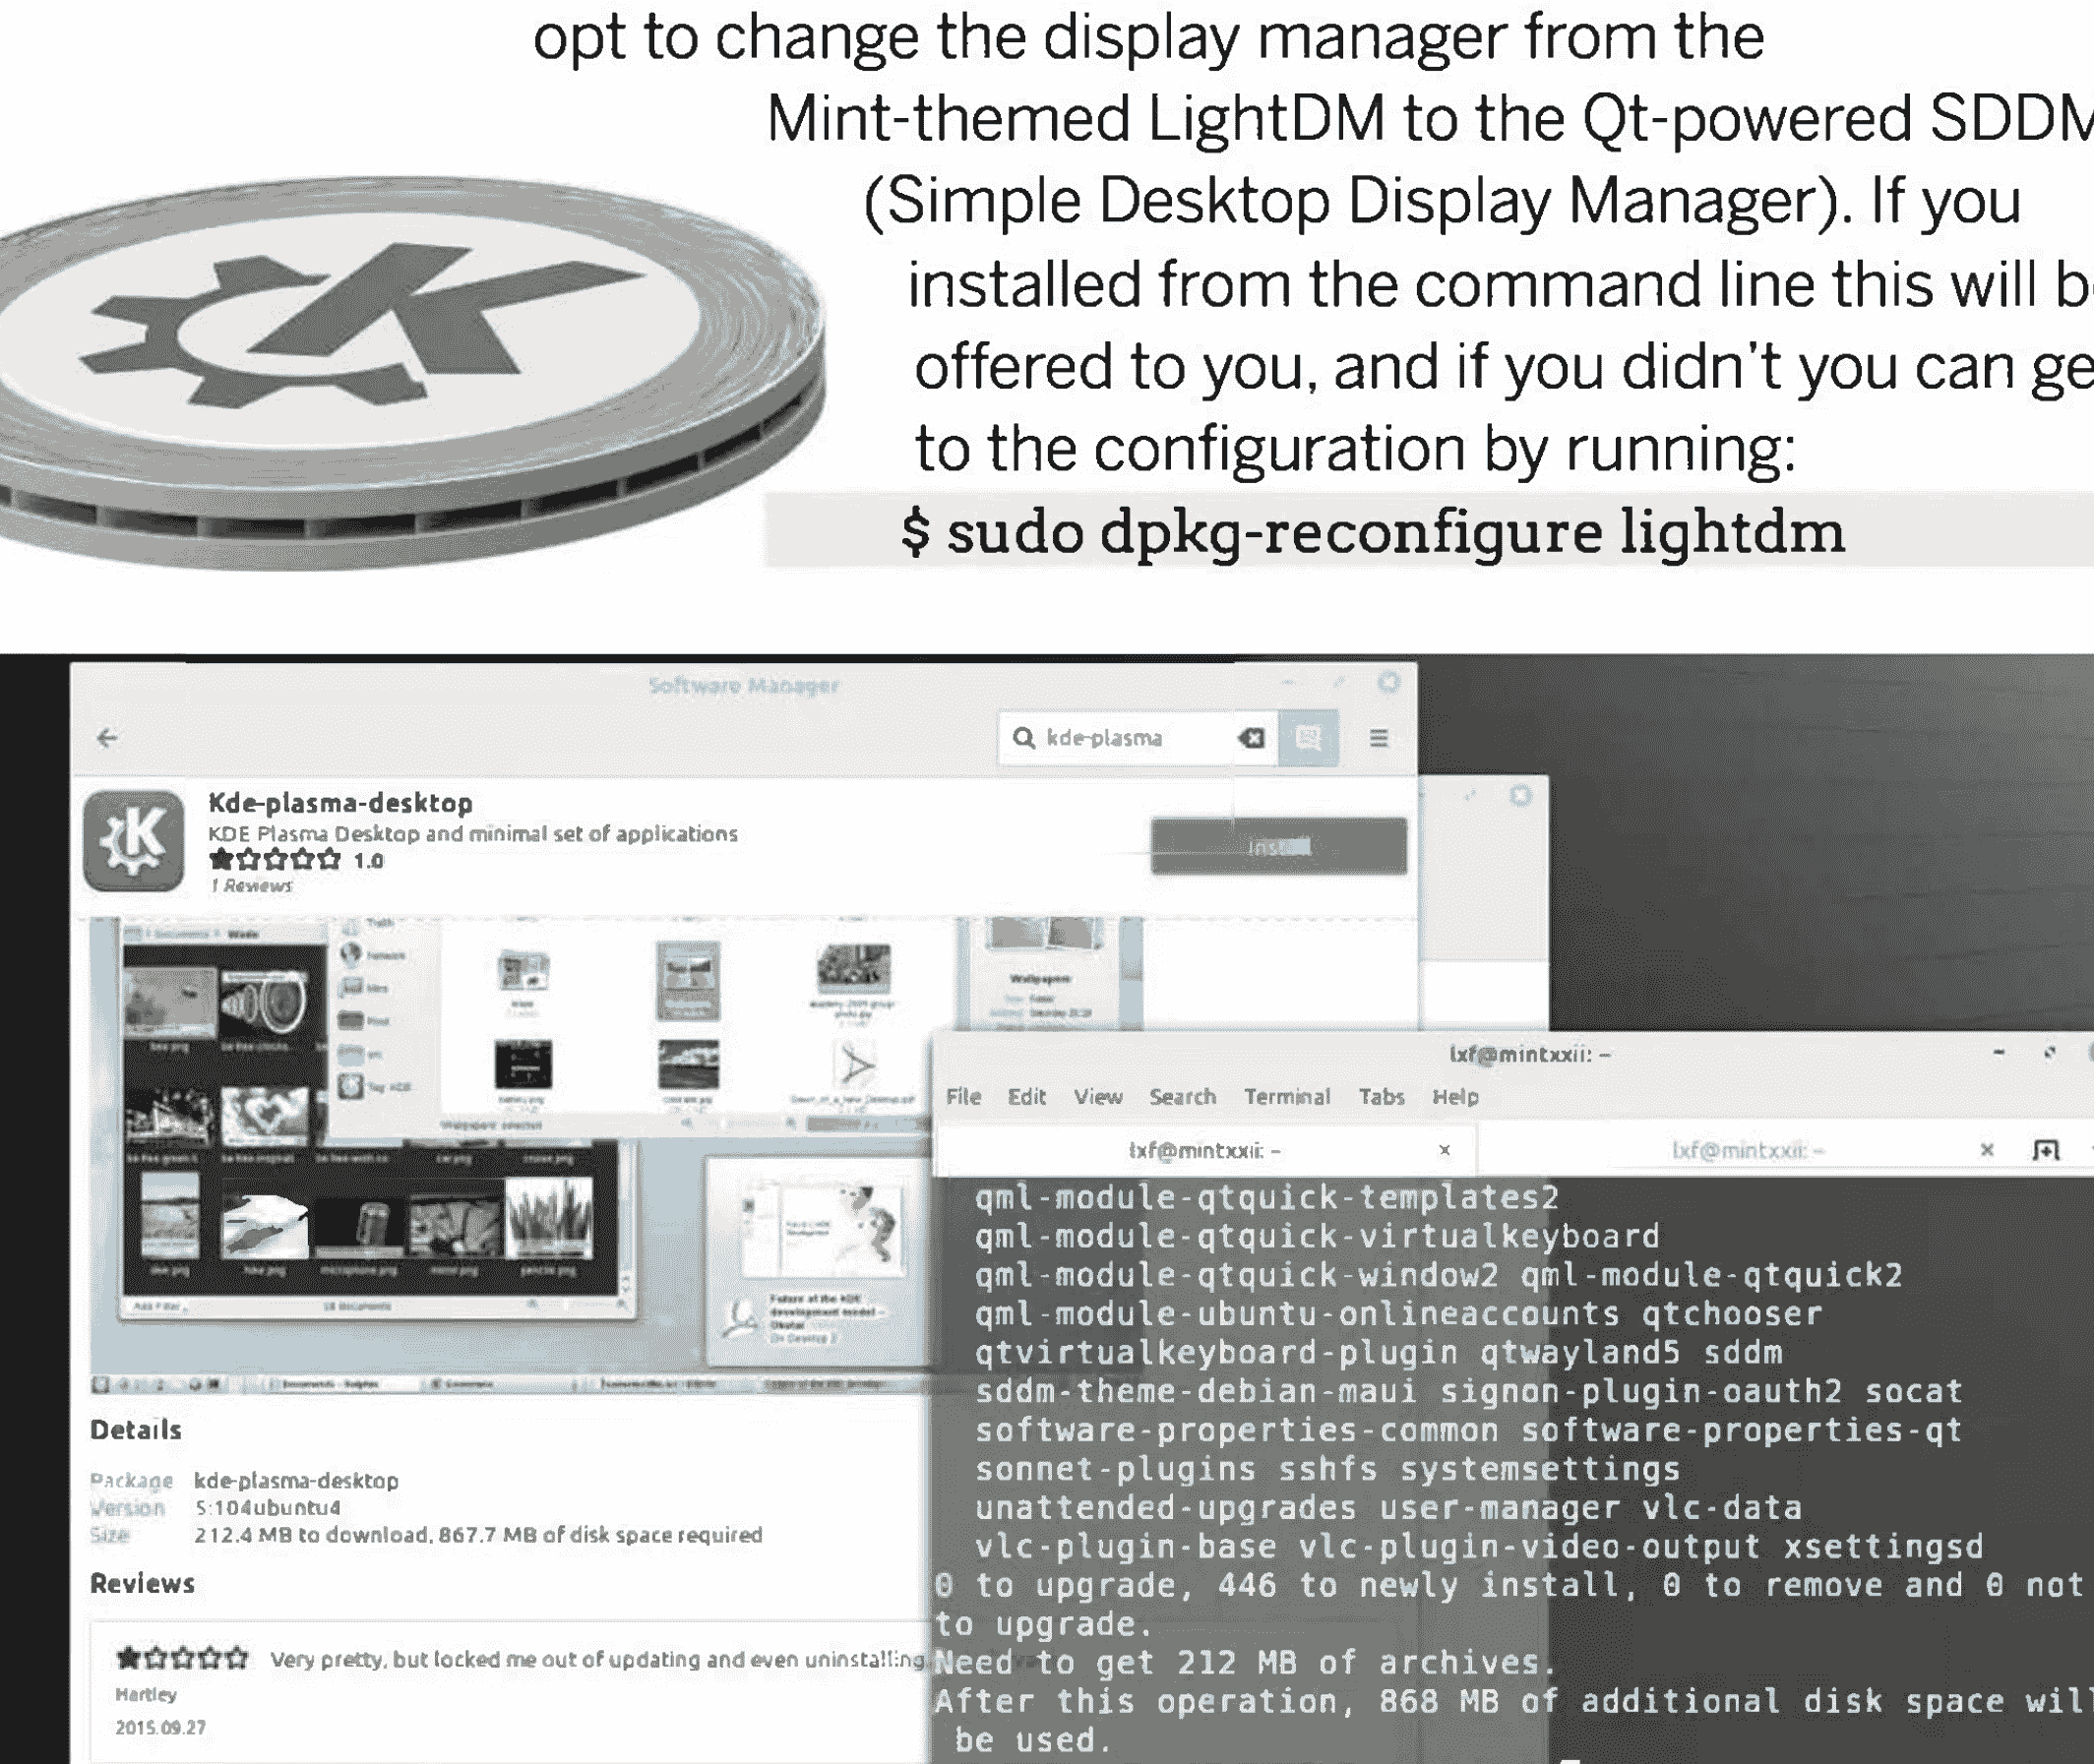 opt to change the display manager from the
Mint-themed LightDM to the Qt-powered SDDM
(Simple Desktop Display Manager). If you
installed from the command line this will
offered to you, and if you didn't you can
to the configuration by running:
$ sudo dpkg-reconfigure lightdm
Software Manager
kde-plasma
Kde-plasma-desktop
KDE Plasma Desktop and minimal set of applications
1.0
1 Reviews
Details
Package kde-plasma-desktop
Version 5:104ubuntu4
Size 212.4 MB to download, 867.7 MB of disk space required
Reviews
Very pretty, but locked me out of updating and even uninstalling
Hartley
2015.09.27
lxf@mintxxii: ~
File Edit View Search Terminal Tabs Help
lxf@mintxxii: ~ lxf@mintxxii: ~
qml-module-qtquick-templates2
qml-module-qtquick-virtualkeyboard
qml-module-qtquick-window2 qml-module-qtquick2
qml-module-ubuntu-onlineaccounts qtchooser
qtvirtualkeyboard-plugin qtwayland5 sddm
sddm-theme-debian-maui signon-plugin-oauth2 socat
software-properties-common software-properties-qt
sonnet-plugins sshfs systemsettings
unattended-upgrades user-manager vlc-data
vlc-plugin-base vlc-plugin-video-output xsettingsd
0 to upgrade, 446 to newly install, 0 to remove and 0 not
to upgrade.
Need to get 212 MB of archives.
After this operation, 868 MB of additional disk space will
be used.